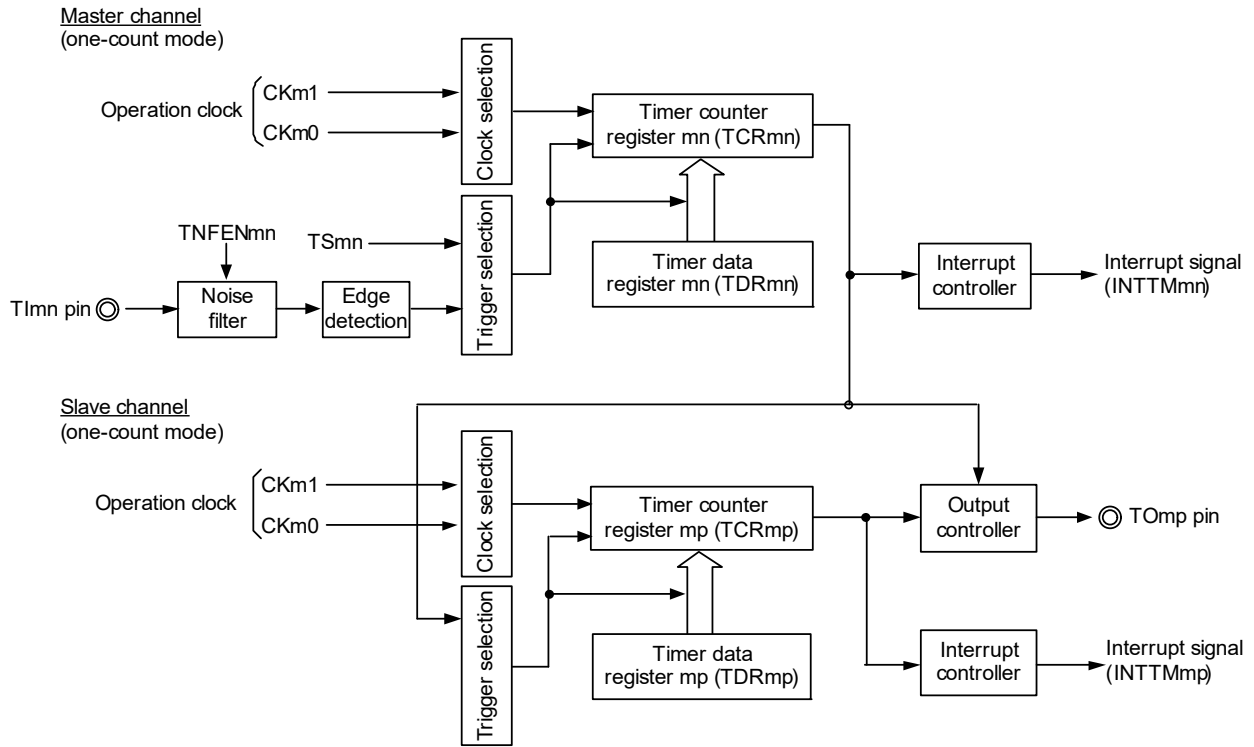 Master channel
(one-count mode)
Operation clock
CKm1
CKm0
Clock selection
Timer counter
register mn (TCRmn)
TNFENmn
TSmn
Trigger selection
Timer data
register mn (TDRmn)
TImn pin
Noise
filter
Edge
detection
Interrupt
controller
Interrupt signal
(INTTMmn)
Slave channel
(one-count mode)
Operation clock
CKm1
CKm0
Clock selection
Timer counter
register mp (TCRmp)
Output
controller
TOmp pin
Trigger selection
Timer data
register mp (TDRmp)
Interrupt
controller
Interrupt signal
(INTTMmp)